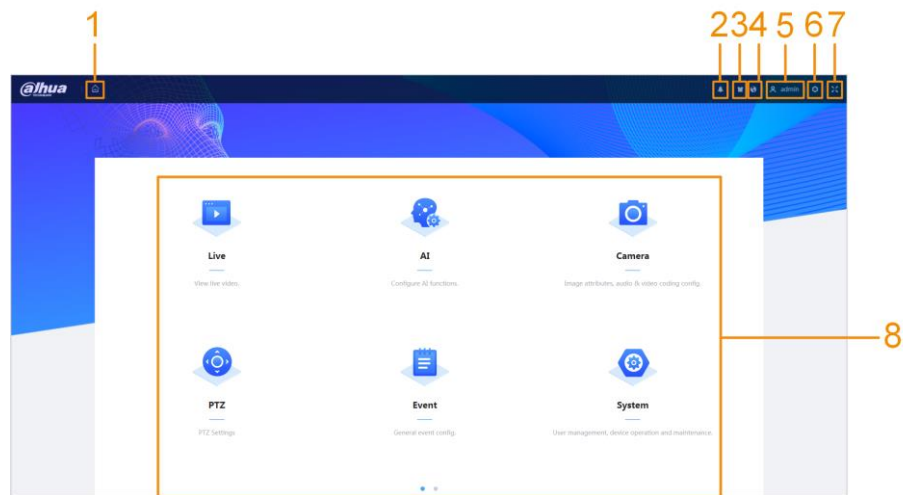 1
2 3 4 5 6 7
alhua
TECHNOLOGY
admin
Live AI Camera
View live video. Configure AI functions. Image attributes, audio & video coding config.
8
PTZ Event System
PTZ Settings General event config. User management, device operation and maintenance.